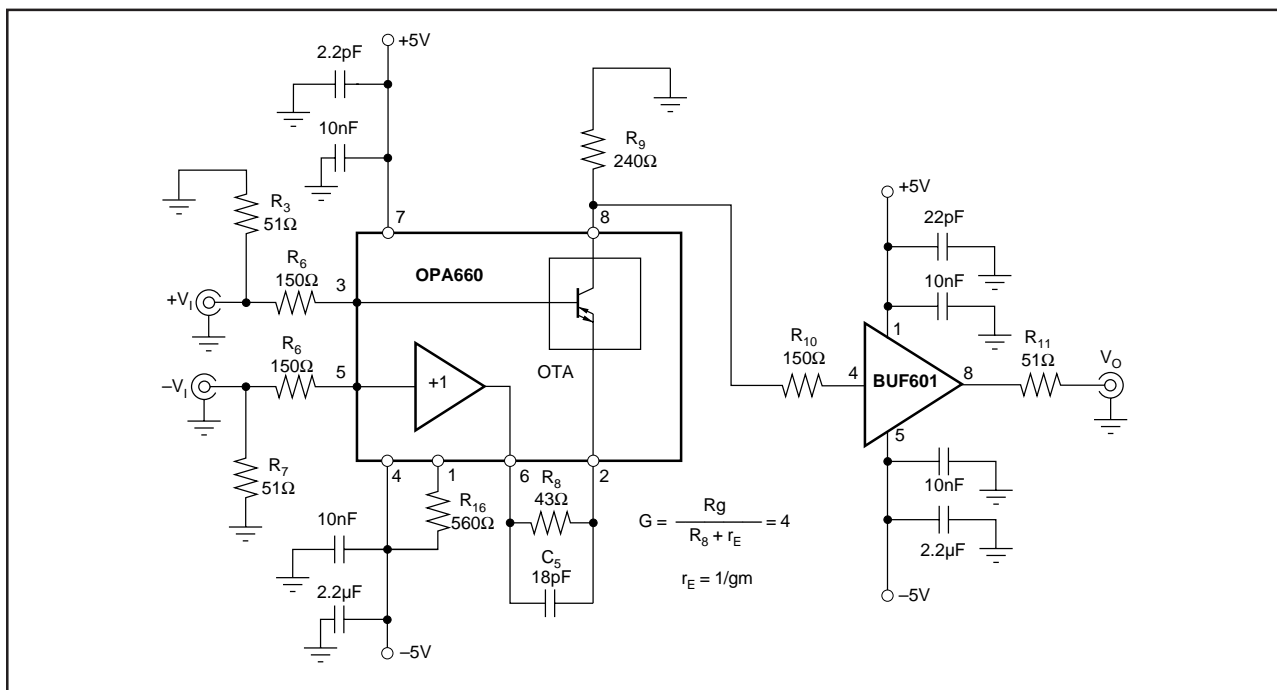 +5V
2.2pF
10nF
R3
51Ω
7
R9
240Ω
8
+5V
22pF
10nF
1
OPA660
R6
150Ω
3
+VI
OTA
R6
150Ω
5
–VI
+1
R10
150Ω
4
BUF601
8
R11
51Ω
VO
5
R7
51Ω
4
1
6
2
R8
43Ω
R16
560Ω
C5
18pF
10nF
2.2µF
–5V
G = Rg / R8 + rE = 4
rE = 1/gm
10nF
2.2µF
–5V